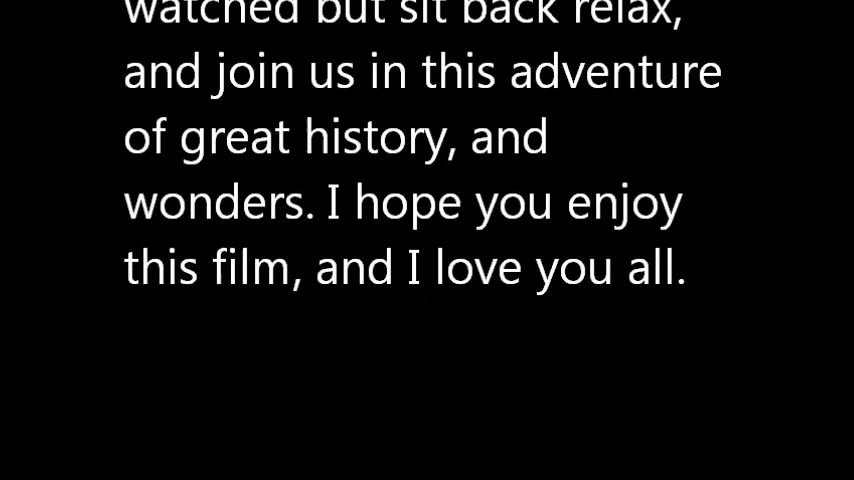 watched but sit back relax,
and join us in this adventure
of great history, and
wonders. I hope you enjoy
this film, and I love you all.